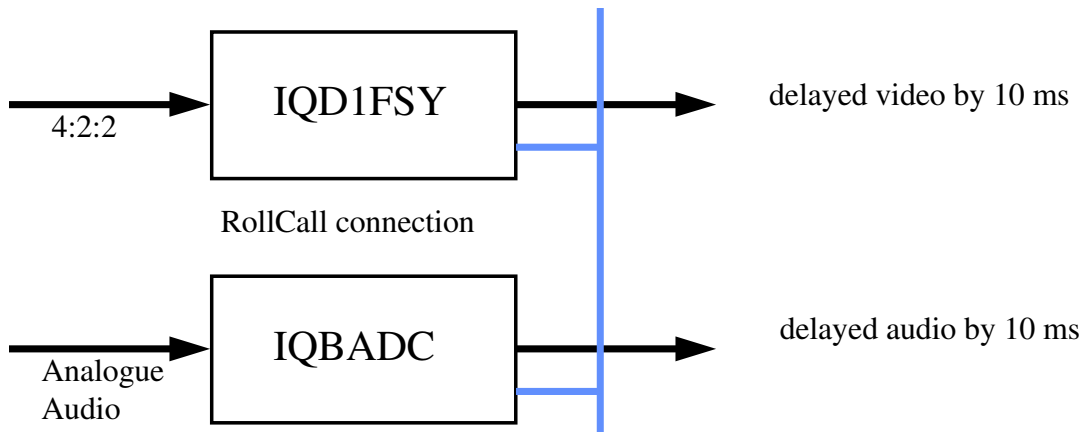 IQD1FSY
4:2:2
delayed video by 10 ms
RollCall connection
IQBADC
Analogue
Audio
delayed audio by 10 ms